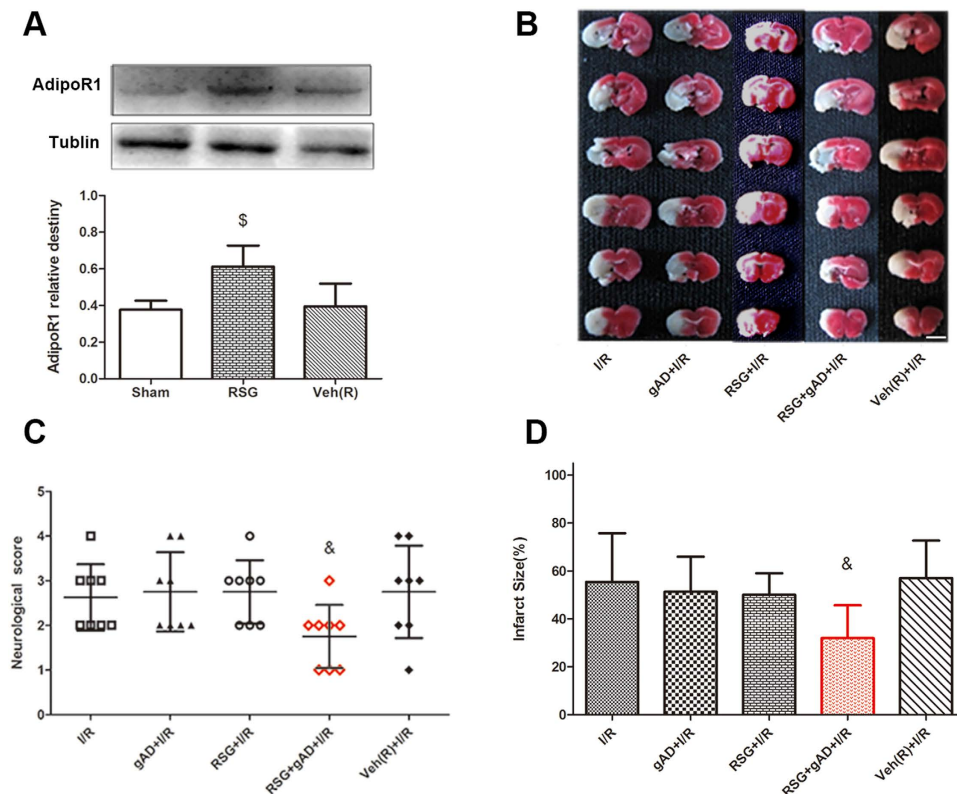 A
AdipoR1
Tublin
AdipoR1 relative destiny
1.0
0.8
0.6
0.4
0.2
0.0
$
Sham RSG Veh(R)
B
I/R gAD+I/R RSG+I/R RSG+gAD+I/R Veh(R)+I/R
C
Neurological score
5
4
3
2
1
0
&
I/R gAD+I/R RSG+I/R RSG+gAD+I/R Veh(R)+I/R
D
Infarct Size(%)
100
80
60
40
20
0
&
I/R gAD+I/R RSG+I/R RSG+gAD+I/R Veh(R)+I/R